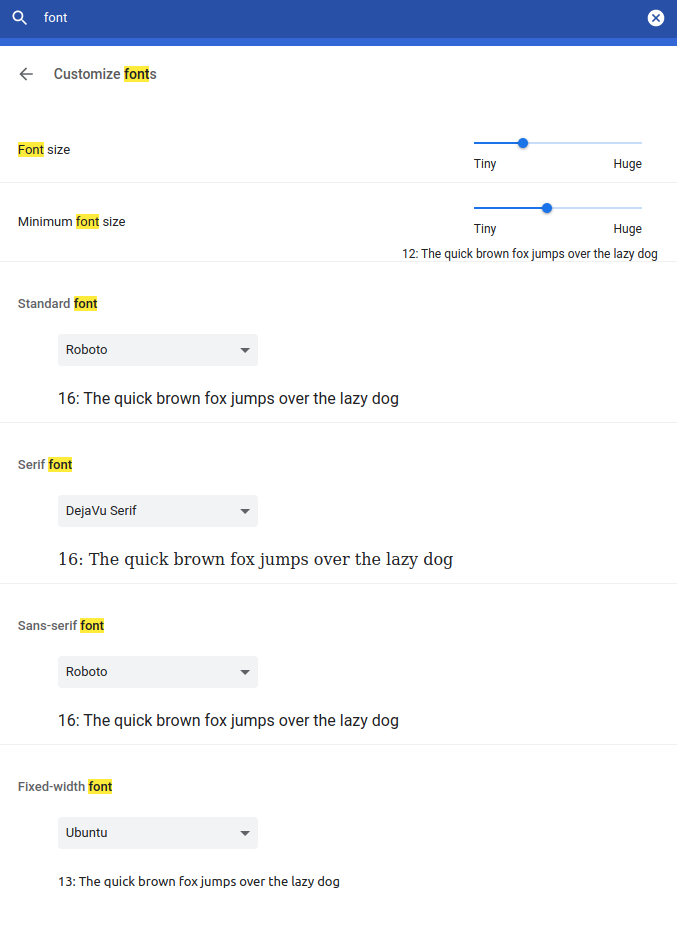 font
Customize fonts
Font size
Tiny Huge
Minimum font size
Tiny Huge
12: The quick brown fox jumps over the lazy dog
Standard font
Roboto
16: The quick brown fox jumps over the lazy dog
Serif font
DejaVu Serif
16: The quick brown fox jumps over the lazy dog
Sans-serif font
Roboto
16: The quick brown fox jumps over the lazy dog
Fixed-width font
Ubuntu
13: The quick brown fox jumps over the lazy dog